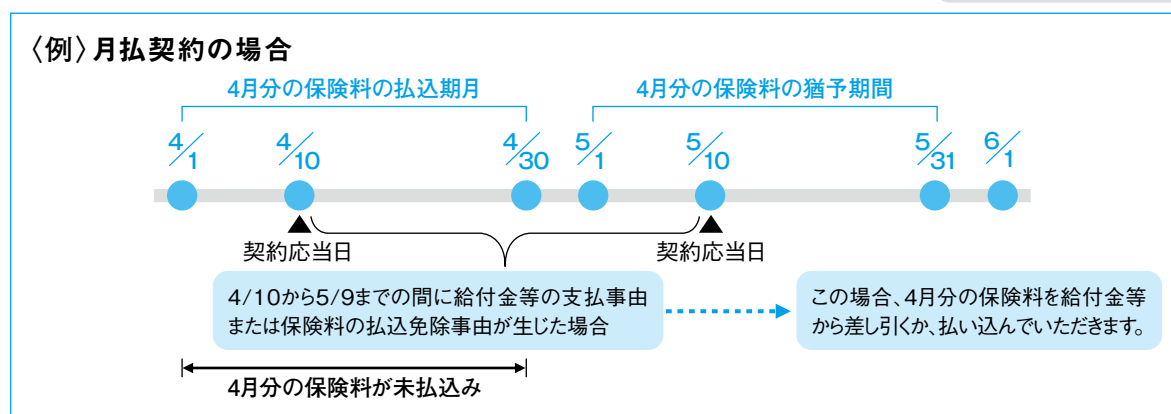 〈例〉月払契約の場合
4月分の保険料の払込期月
4月分の保険料の猶予期間
4/1
4/10
4/30
5/1
5/10
5/31
6/1
契約応当日
契約応当日
4/10から5/9までの間に給付金等の支払事由
または保険料の払込免除事由が生じた場合
この場合、4月分の保険料を給付金等
から差し引くか、払い込んでいただきます。
4月分の保険料が未払込み